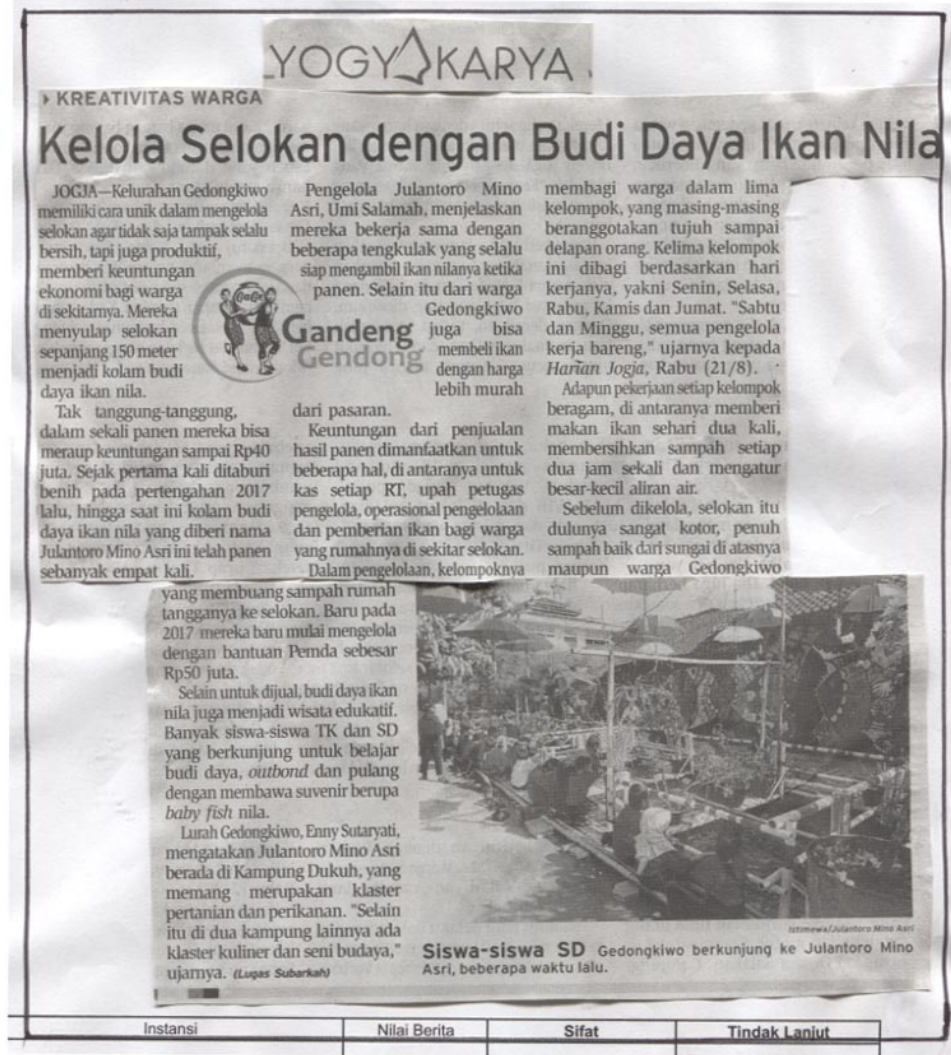 YOGYAKARYA
KREATIVITAS WARGA
Kelola Selokan dengan Budi Daya Ikan Nila
JOGJA—Kelurahan Gedongkiwo
memiliki cara unik dalam mengelola
selokan agar tidak saja tampak selalu
bersih, tapi juga produktif,
memberi keuntungan
ekonomi bagi warga
di sekitarnya. Mereka
menyulap selokan
sepanjang 150 meter
menjadi kolam budi
daya ikan nila.
Tak tanggung-tanggung,
dalam sekali panen mereka bisa
meraup keuntungan sampai Rp40
juta. Sejak pertama kali ditaburi
benih pada pertengahan 2017
lalu, hingga saat ini kolam budi
daya ikan nila yang diberi nama
Julantoro Mino Asri ini telah panen
sebanyak empat kali.
GaGe
Gandeng
Gendong
Pengelola Julantoro Mino
Asri, Umi Salamah, menjelaskan
mereka bekerja sama dengan
beberapa tengkulak yang selalu
siap mengambil ikan nilanya ketika
panen. Selain itu dari warga
Gedongkiwo
juga bisa
membeli ikan
dengan harga
lebih murah
dari pasaran.
Keuntungan dari penjualan
hasil panen dimanfaatkan untuk
beberapa hal, di antaranya untuk
kas setiap RT, upah petugas
pengelola, operasional pengelolaan
dan pemberian ikan bagi warga
yang rumahnya di sekitar selokan.
Dalam pengelolaan, kelompoknya
membagi warga dalam lima
kelompok, yang masing-masing
beranggotakan tujuh sampai
delapan orang. Kelima kelompok
ini dibagi berdasarkan hari
kerjanya, yakni Senin, Selasa,
Rabu, Kamis dan Jumat. "Sabtu
dan Minggu, semua pengelola
kerja bareng," ujarnya kepada
Harian Jogja, Rabu (21/8).
Adapun pekerjaan setiap kelompok
beragam, di antaranya memberi
makan ikan sehari dua kali,
membersihkan sampah setiap
dua jam sekali dan mengatur
besar-kecil aliran air.
Sebelum dikelola, selokan itu
dulunya sangat kotor, penuh
sampah baik dari sungai di atasnya
maupun warga Gedongkiwo
yang membuang sampah rumah
tangganya ke selokan. Baru pada
2017 mereka baru mulai mengelola
dengan bantuan Pemda sebesar
Rp50 juta.
Selain untuk dijual, budi daya ikan
nila juga menjadi wisata edukatif.
Banyak siswa-siswa TK dan SD
yang berkunjung untuk belajar
budi daya, outbond dan pulang
dengan membawa suvenir berupa
baby fish nila.
Lurah Gedongkiwo, Enny Sutaryati,
mengatakan Julantoro Mino Asri
berada di Kampung Dukuh, yang
memang merupakan klaster
pertanian dan perikanan. "Selain
itu di dua kampung lainnya ada
klaster kuliner dan seni budaya,"
ujarnya. (Lugas Subarkah)
Istimewa/Julantoro Mino Asri
Siswa-siswa SD Gedongkiwo berkunjung ke Julantoro Mino
Asri, beberapa waktu lalu.
Instansi Nilai Berita Sifat Tindak Lanjut